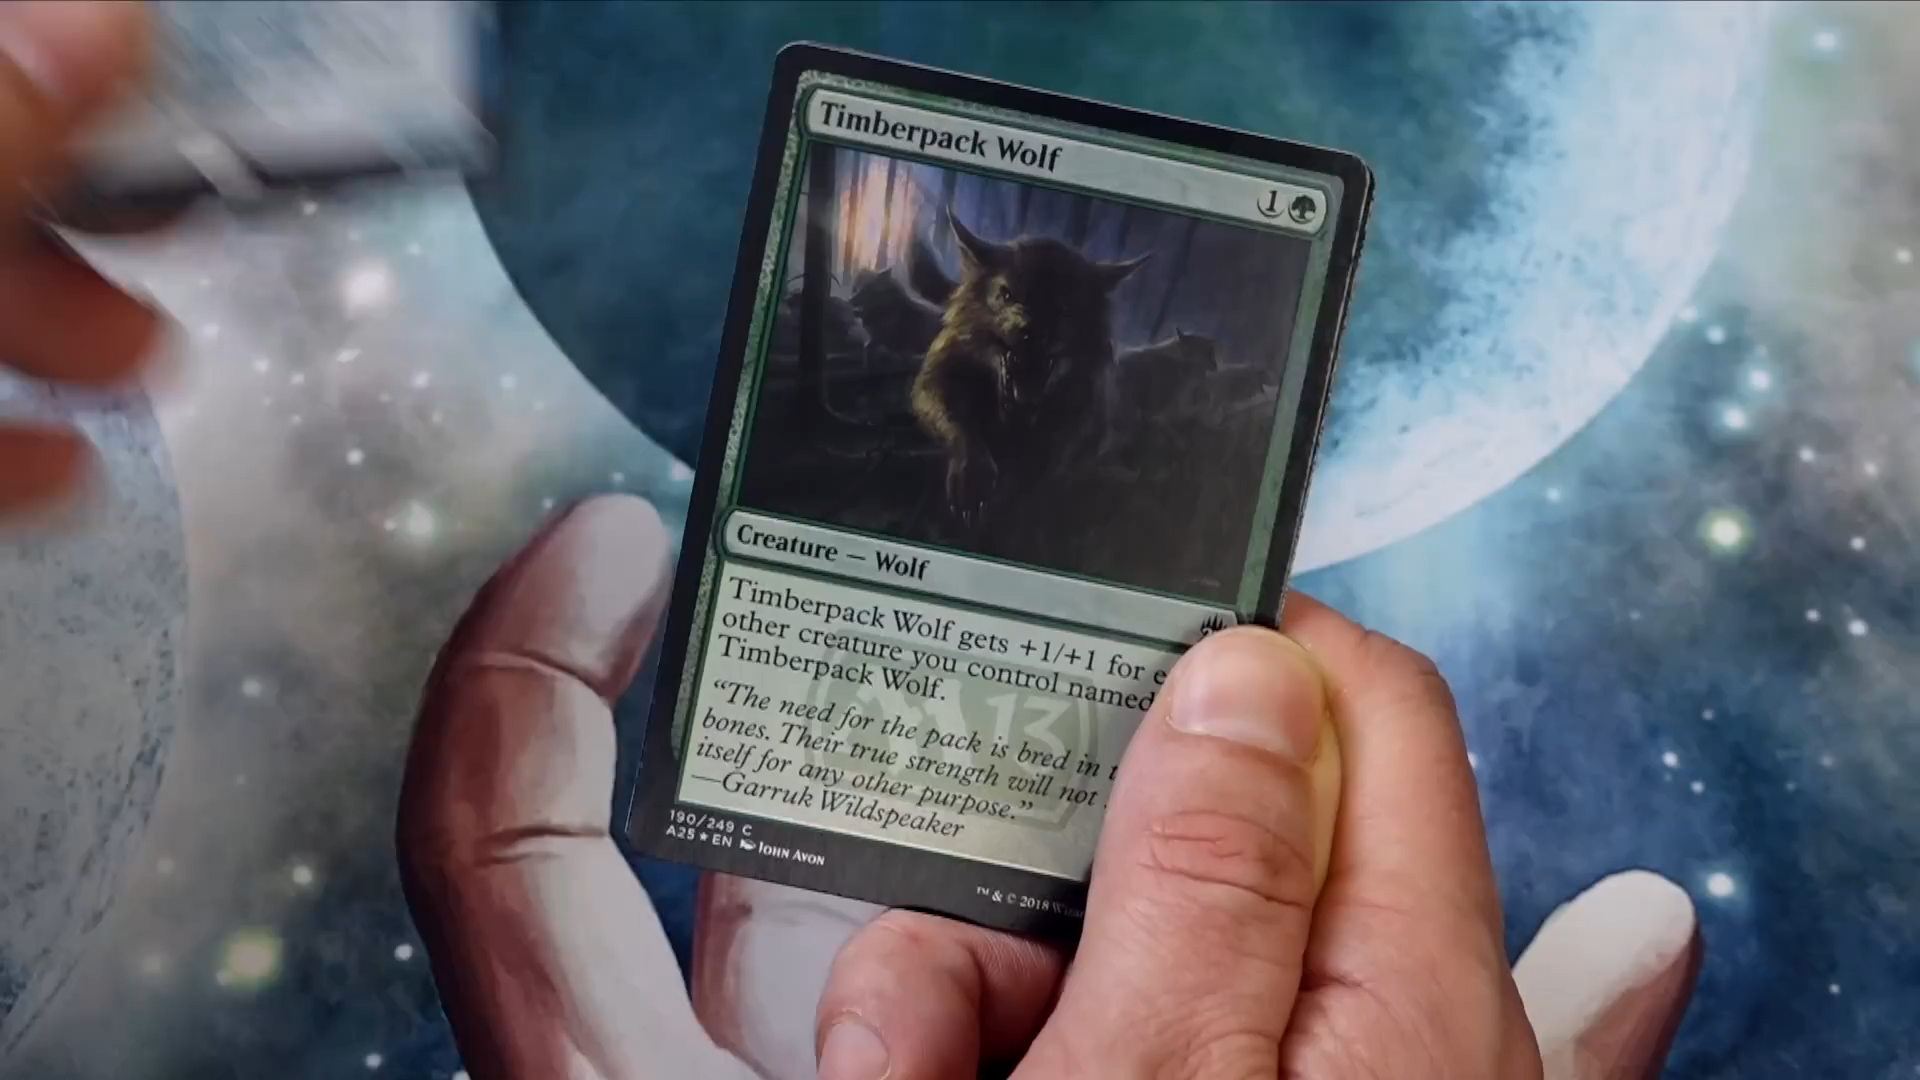 Timberpack Wolf
1
Creature — Wolf
Timberpack Wolf gets +1/+1 for
other creature you control named
Timberpack Wolf.
"The need for the pack is bred in
bones. Their true strength will not
itself for any other purpose."
—Garruk Wildspeaker
13
190/249 C
A25★EN John Avon
™ & © 2018